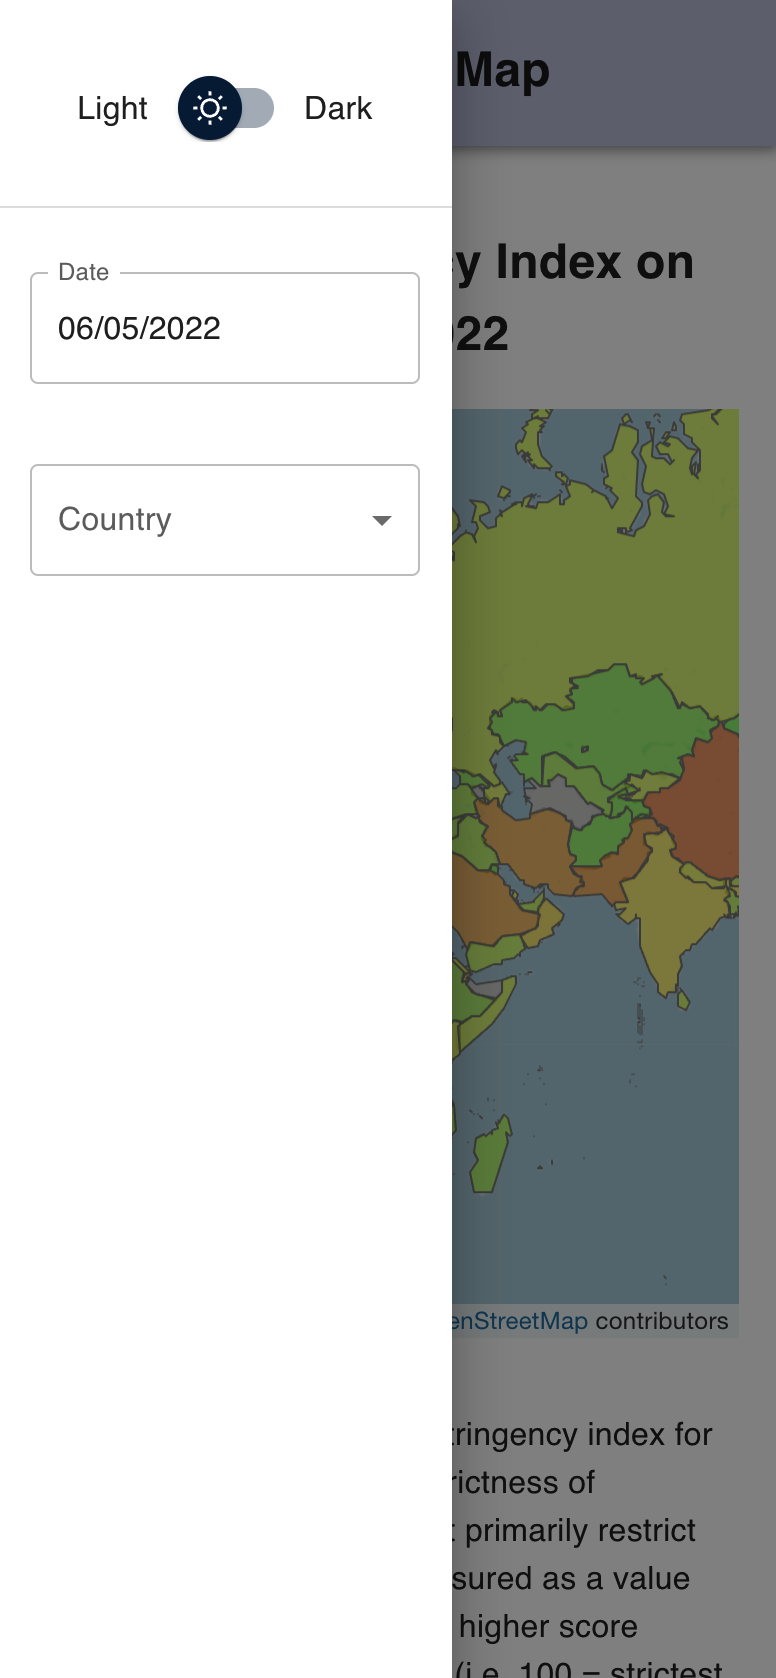 Light
Dark
Map
Date
06/05/2022
Country
y Index on
22
enStreetMap contributors
tringency index for
rictness of
t primarily restrict
sured as a value
higher score
(i.e. 100 = strictest